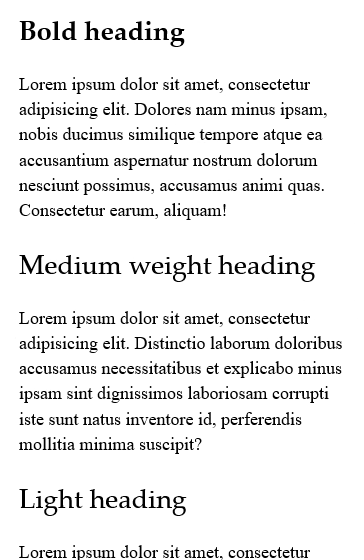 Bold heading
Lorem ipsum dolor sit amet, consectetur
adipisicing elit. Dolores nam minus ipsam,
nobis ducimus similique tempore atque ea
accusantium aspernatur nostrum dolorum
nesciunt possimus, accusamus animi quas.
Consectetur earum, aliquam!
Medium weight heading
Lorem ipsum dolor sit amet, consectetur
adipisicing elit. Distinctio laborum doloribus
accusamus necessitatibus et explicabo minus
ipsam sint dignissimos laboriosam corrupti
iste sunt natus inventore id, perferendis
mollitia minima suscipit?
Light heading
Lorem ipsum dolor sit amet, consectetur